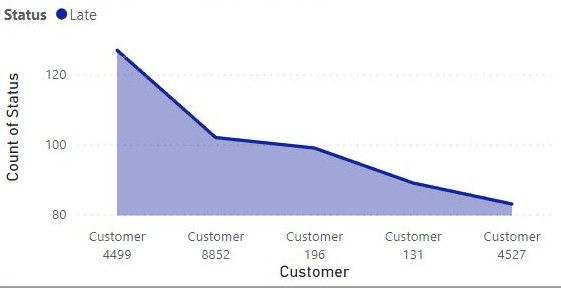 Status Late
Count of Status
120
100
80
Customer Customer Customer Customer Customer
4499 8852 196 131 4527
Customer